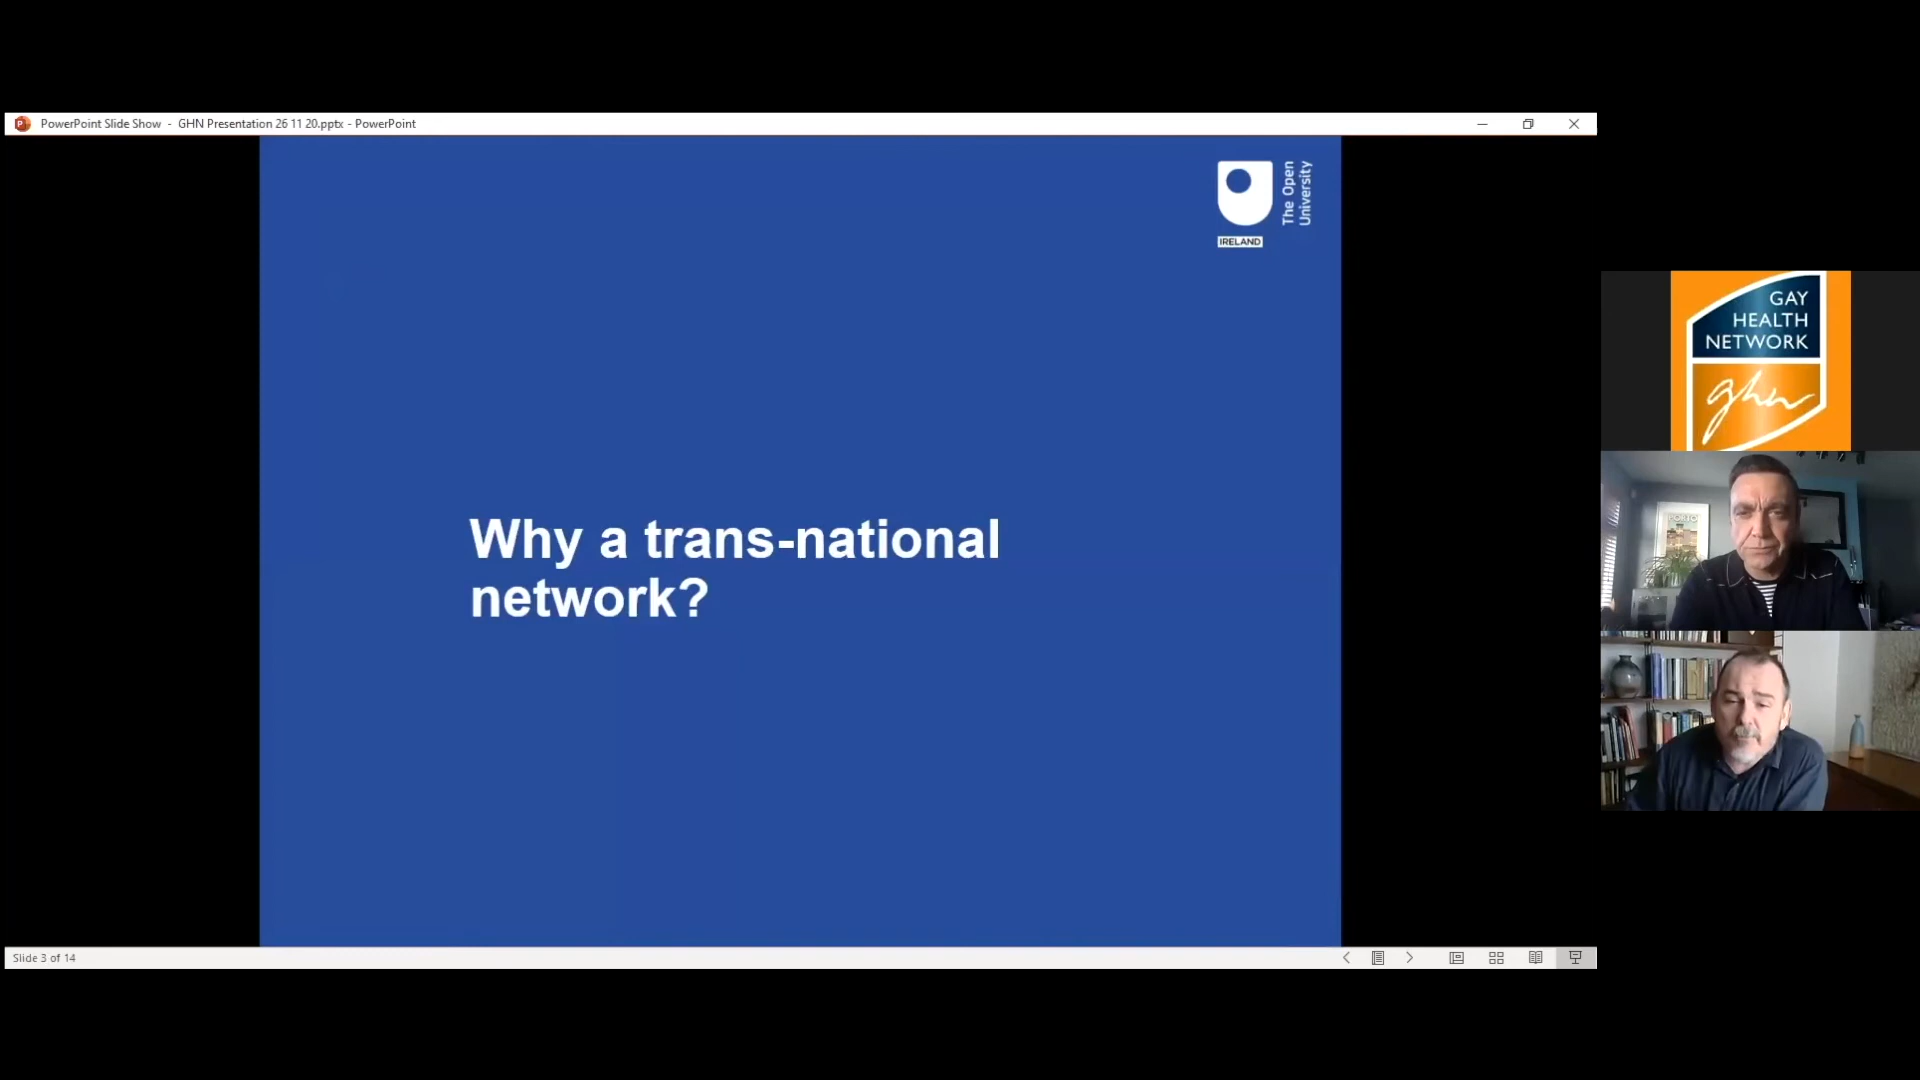 PowerPoint Slide Show - GHN Presentation 26 11 20.pptx - PowerPoint
The Open
University
IRELAND
Why a trans-national
network?
GAY
HEALTH
NETWORK
ghn
PORTO
Slide 3 of 14